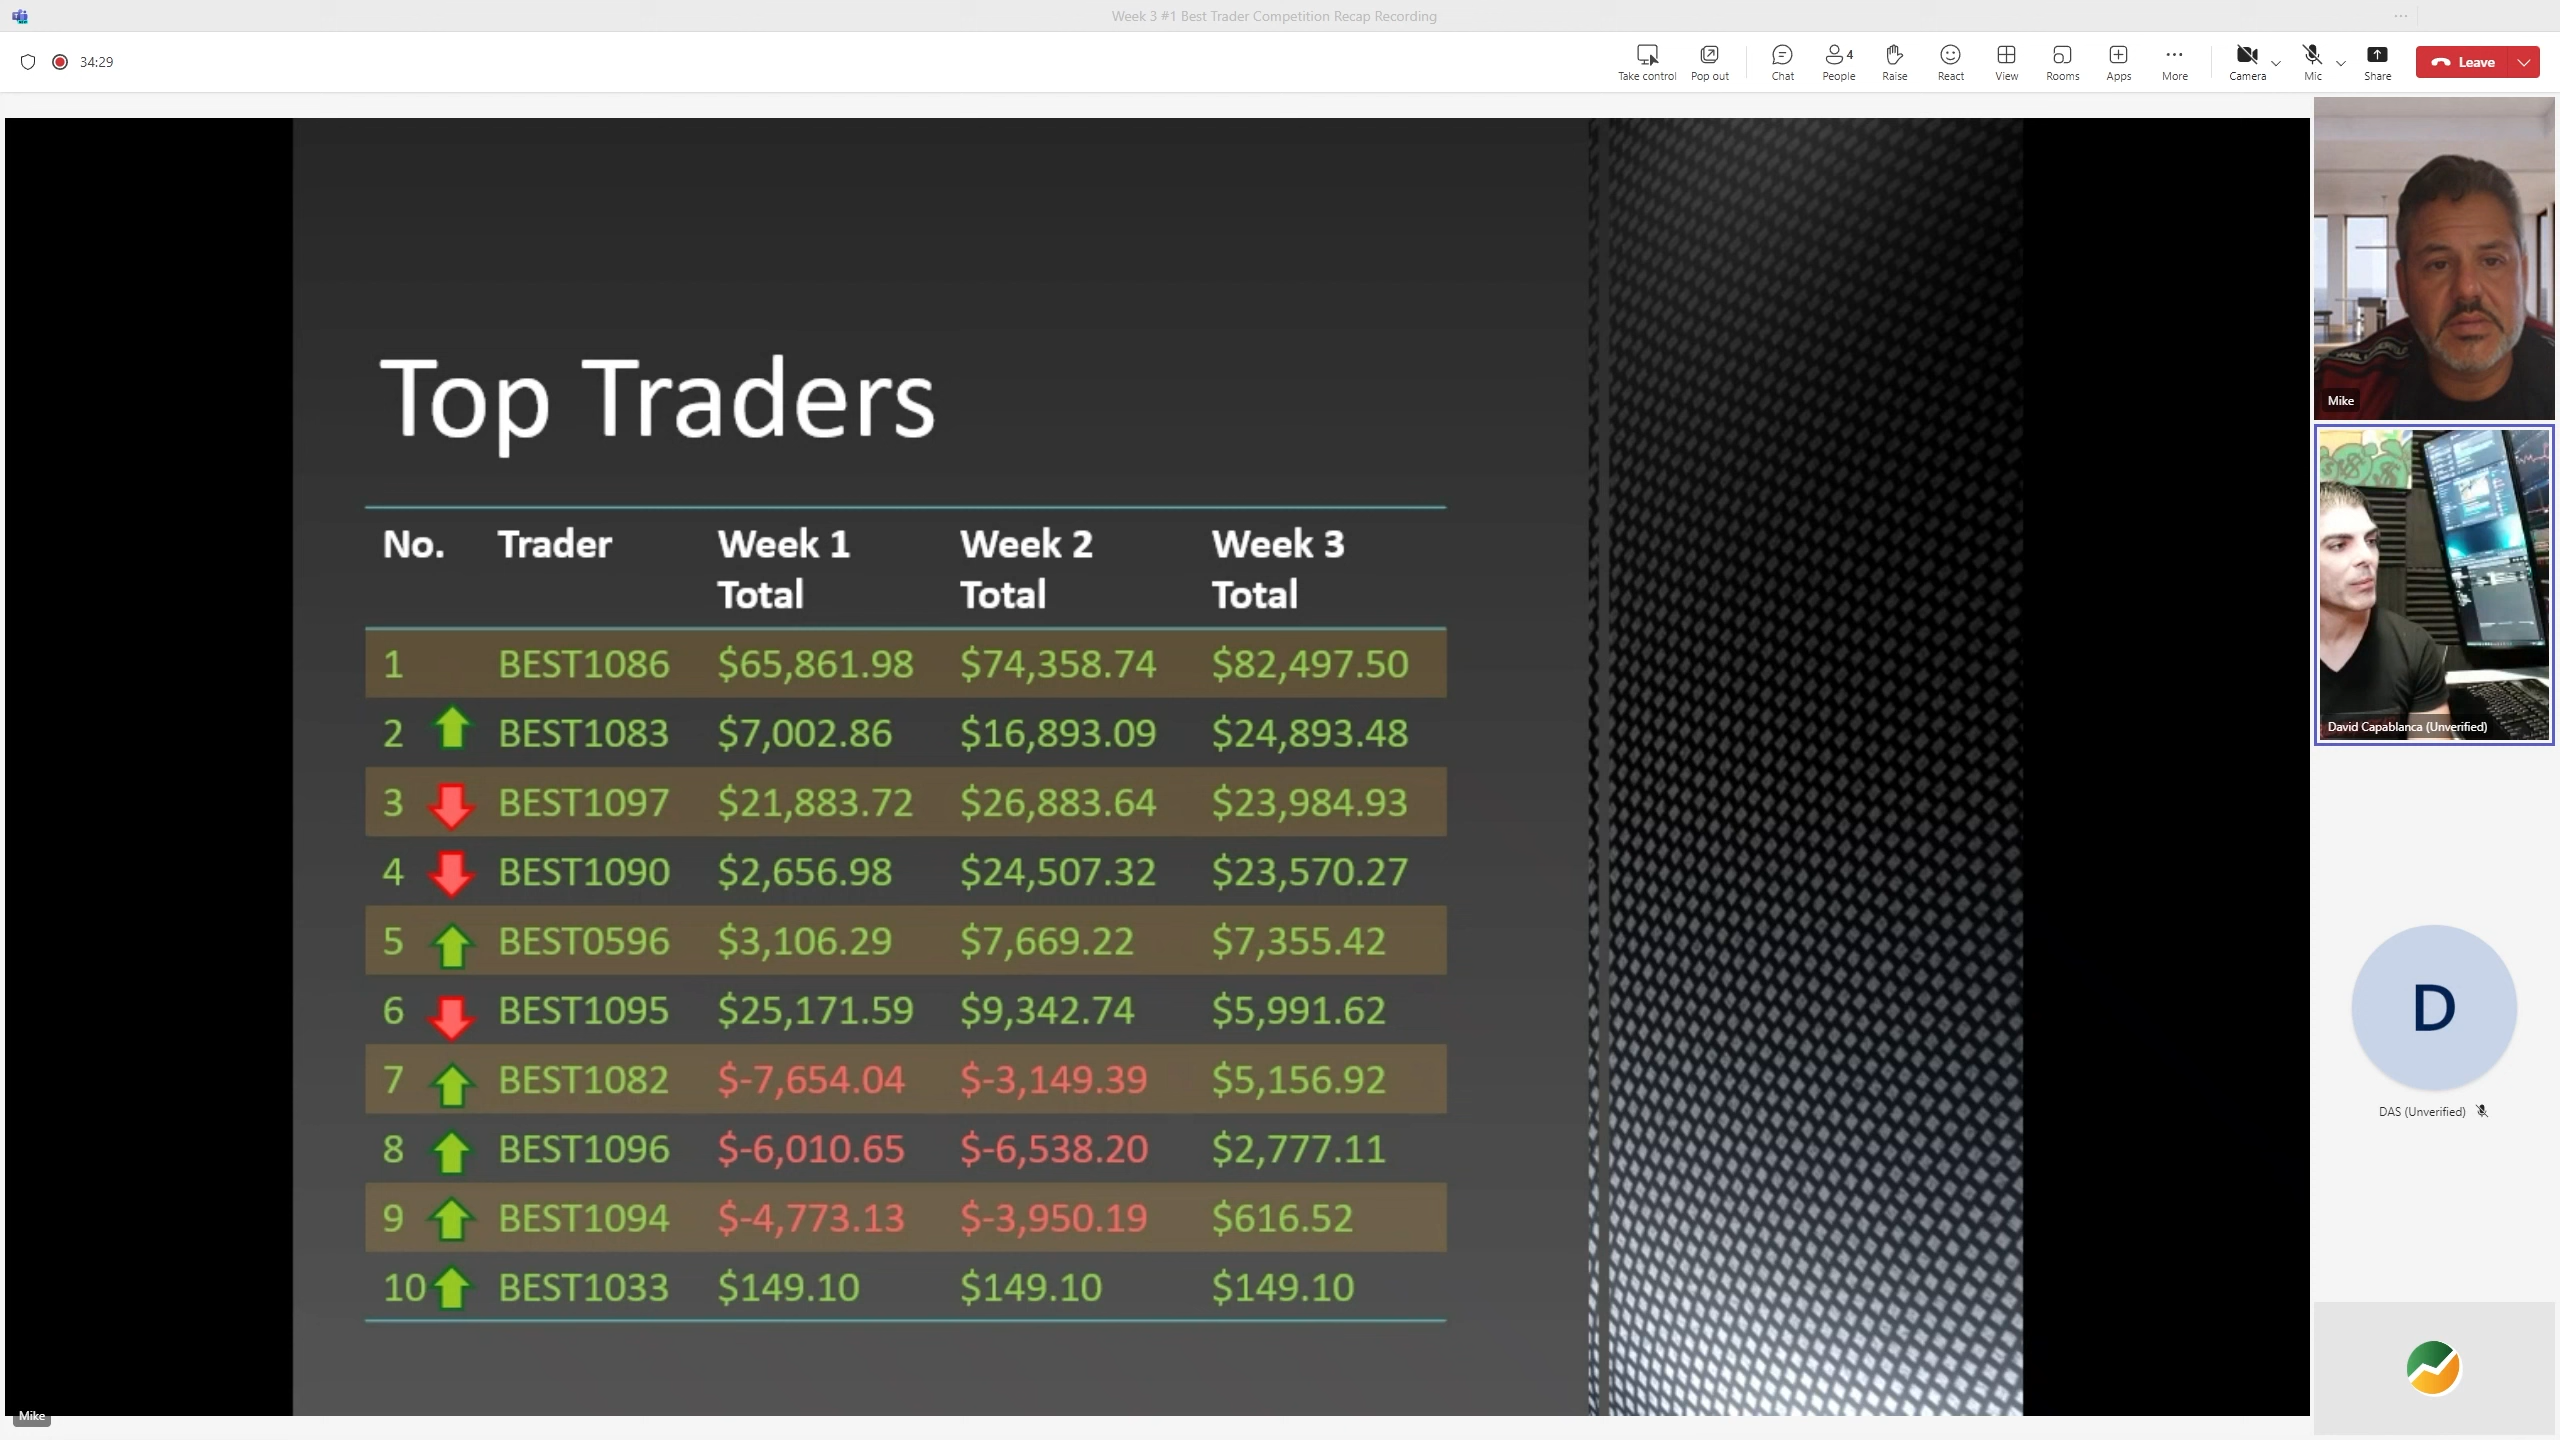 Week 3 #1 Best Trader Competition Recap Recording
34:29
Take control
Pop out
Chat
People 4
Raise
React
View
Rooms
Apps
More
Camera
Mic
Share
Leave
Top Traders
No. Trader Week 1 Total Week 2 Total Week 3 Total
1 BEST1086 $65,861.98 $74,358.74 $82,497.50
2 BEST1083 $7,002.86 $16,893.09 $24,893.48
3 BEST1097 $21,883.72 $26,883.64 $23,984.93
4 BEST1090 $2,656.98 $24,507.32 $23,570.27
5 BEST0596 $3,106.29 $7,669.22 $7,355.42
6 BEST1095 $25,171.59 $9,342.74 $5,991.62
7 BEST1082 $-7,654.04 $-3,149.39 $5,156.92
8 BEST1096 $-6,010.65 $-6,538.20 $2,777.11
9 BEST1094 $-4,773.13 $-3,950.19 $616.52
10 BEST1033 $149.10 $149.10 $149.10
Mike
Mike
David Capablanca (Unverified)
D
DAS (Unverified)